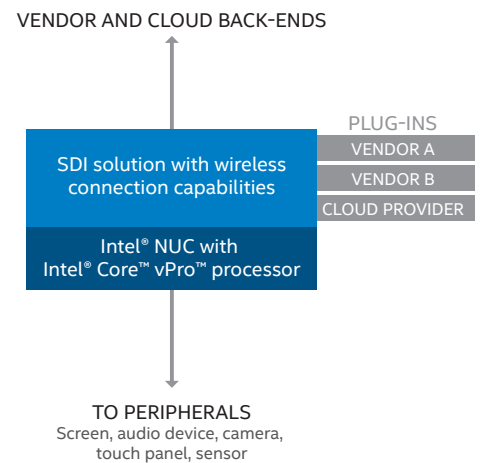 VENDOR AND CLOUD BACK-ENDS
PLUG-INS
VENDOR A
SDI solution with wireless
connection capabilities
VENDOR B
CLOUD PROVIDER
Intel® NUC with
Intel® Core™ vPro™ processor
TO PERIPHERALS
Screen, audio device, camera,
touch panel, sensor